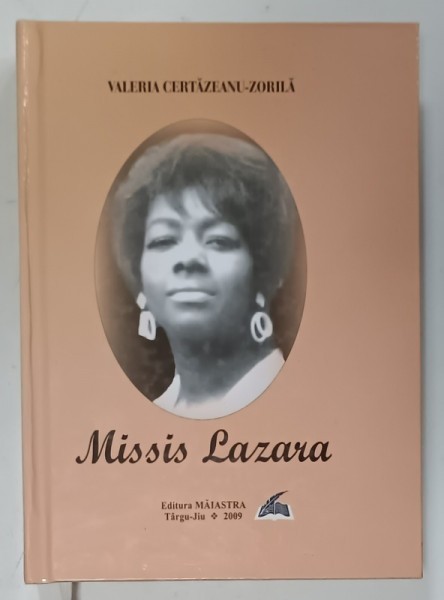 VALERIA CERTĂZEANU-ZORILĂ
Missis Lazara
Editura MĂIASTRA
Târgu-Jiu ❖ 2009